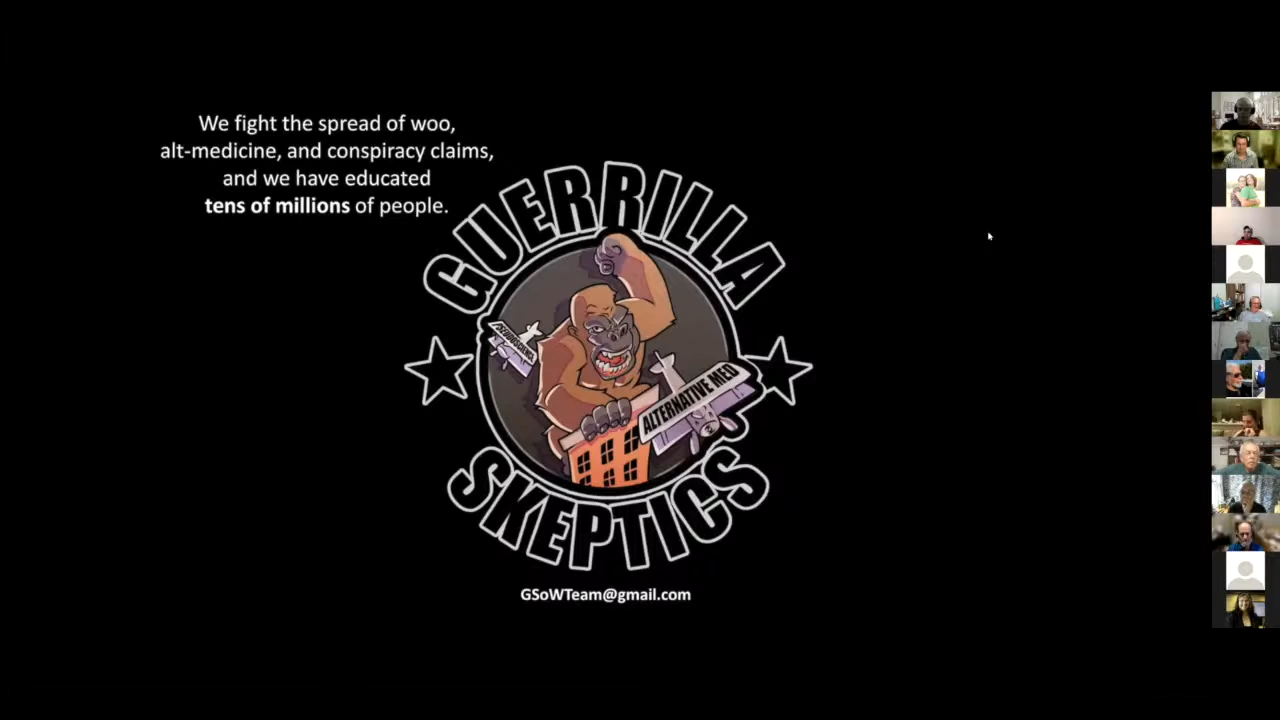 We fight the spread of woo,
alt-medicine, and conspiracy claims,
and we have educated
tens of millions of people.
GUERRILLA
PSEUDOSCIENCE
ALTERNATIVE MED
SKEPTICS
GSoWTeam@gmail.com